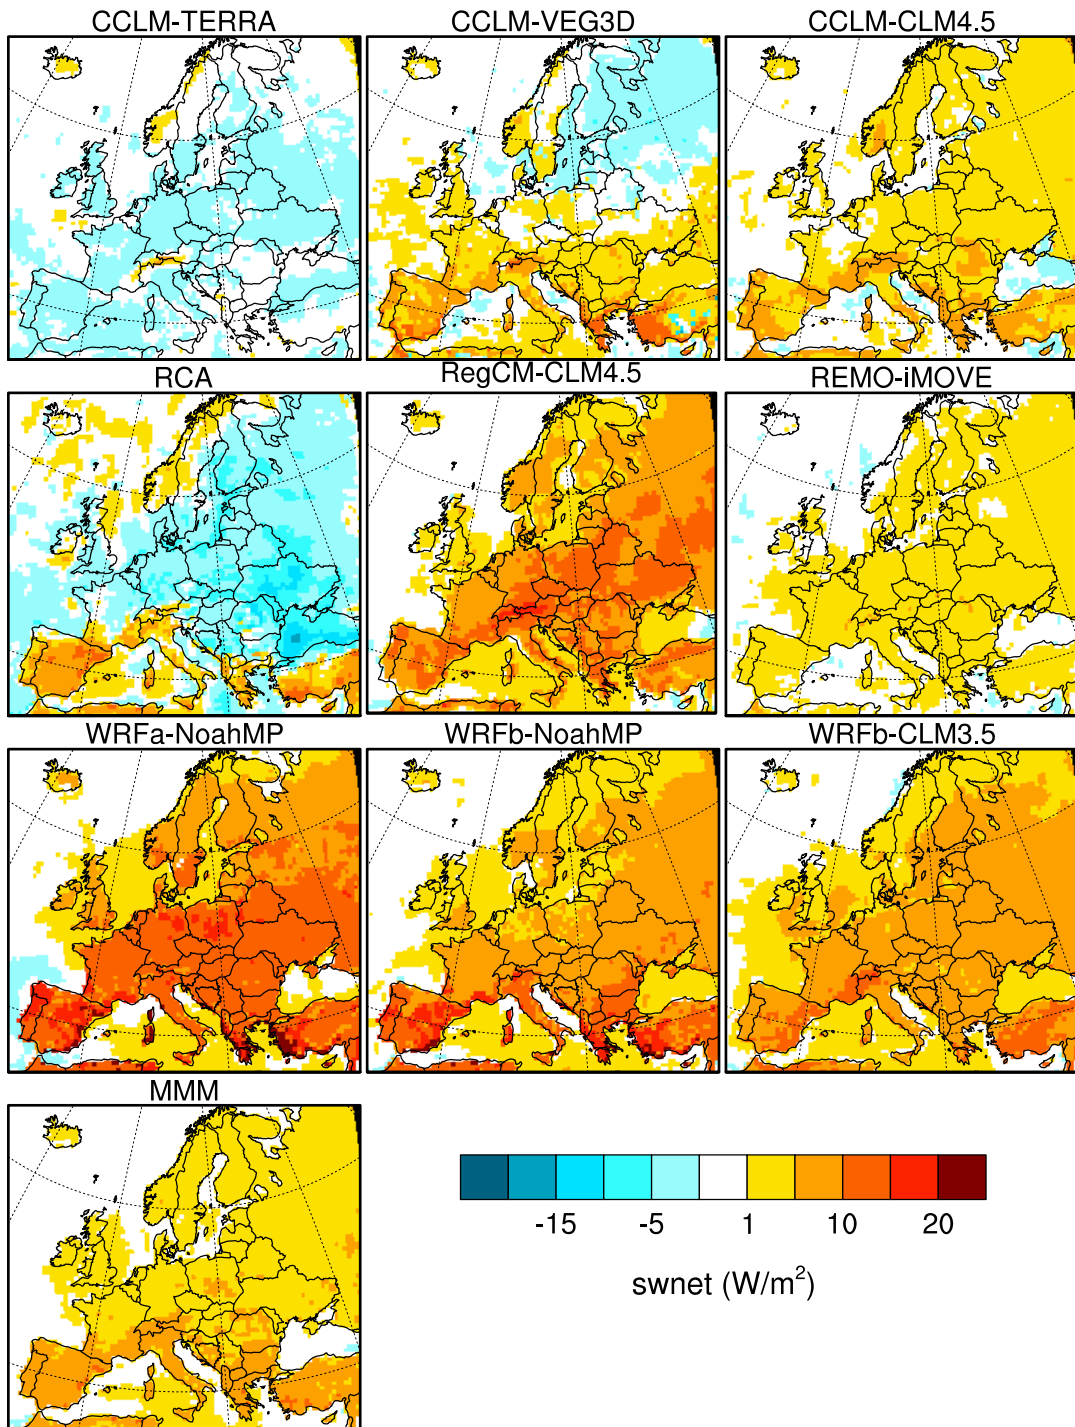 CCLM-TERRA
CCLM-VEG3D
CCLM-CLM4.5
RCA
RegCM-CLM4.5
REMO-iMOVE
WRFa-NoahMP
WRFb-NoahMP
WRFb-CLM3.5
MMM
-15 -5 1 10 20
swnet (W/m²)